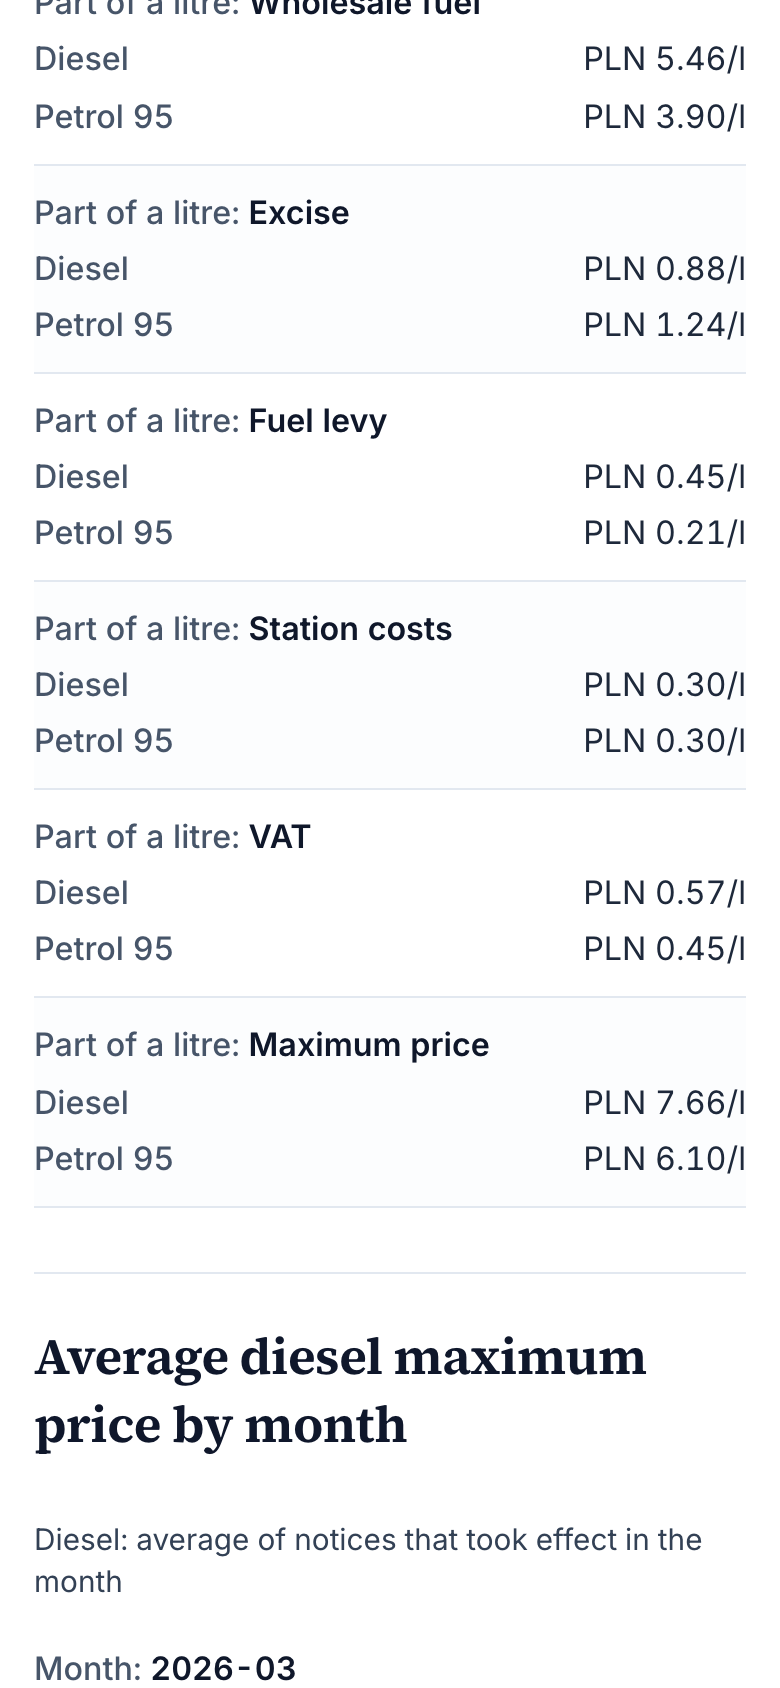 Part of a litre: Wholesale fuel
Diesel PLN 5.46/l
Petrol 95 PLN 3.90/l
Part of a litre: Excise
Diesel PLN 0.88/l
Petrol 95 PLN 1.24/l
Part of a litre: Fuel levy
Diesel PLN 0.45/l
Petrol 95 PLN 0.21/l
Part of a litre: Station costs
Diesel PLN 0.30/l
Petrol 95 PLN 0.30/l
Part of a litre: VAT
Diesel PLN 0.57/l
Petrol 95 PLN 0.45/l
Part of a litre: Maximum price
Diesel PLN 7.66/l
Petrol 95 PLN 6.10/l
Average diesel maximum
price by month
Diesel: average of notices that took effect in the
month
Month: 2026-03